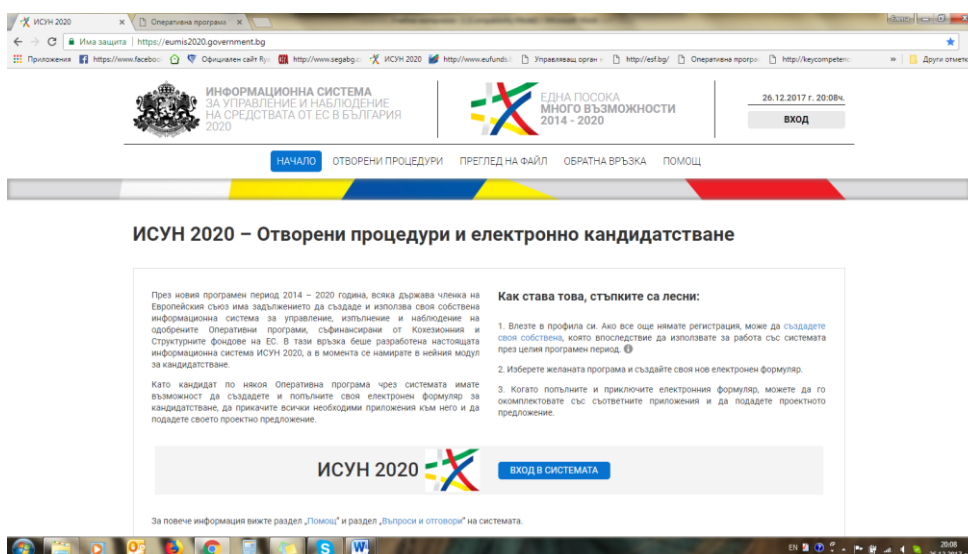 ИСУН 2020
Оперативна програма
Има защита https://eumis2020.government.bg
Приложения https://www.faceboo Официален сайт Rya http://www.segabg.c ИСУН 2020 http://www.eufunds.b Управляващ орган http://esf.bg/ Оперативна програ http://keycompetenc » Други отметк
ИНФОРМАЦИОННА СИСТЕМА
ЗА УПРАВЛЕНИЕ И НАБЛЮДЕНИЕ
НА СРЕДСТВАТА ОТ ЕС В БЪЛГАРИЯ
2020
ЕДНА ПОСОКА
МНОГО ВЪЗМОЖНОСТИ
2014 - 2020
26.12.2017 г. 20:08ч.
ВХОД
НАЧАЛО ОТВОРЕНИ ПРОЦЕДУРИ ПРЕГЛЕД НА ФАЙЛ ОБРАТНА ВРЪЗКА ПОМОЩ
ИСУН 2020 – Отворени процедури и електронно кандидатстване
През новия програмен период 2014 – 2020 година, всяка държава членка на
Европейския съюз има задължението да създаде и използва своя собствена
информационна система за управление, изпълнение и наблюдение на
одобрените Оперативни програми, съфинансирани от Кохезионния и
Структурните фондове на ЕС. В тази връзка беше разработена настоящата
информационна система ИСУН 2020, а в момента се намирате в нейния модул
за кандидатстване.
Като кандидат по някоя Оперативна програма чрез системата имате
възможност да създадете и попълните своя електронен формуляр за
кандидатстване, да прикачите всички необходими приложения към него и да
подадете своето проектно предложение.
Как става това, стъпките са лесни:
1. Влезте в профила си. Ако все още нямате регистрация, може да създадете
своя собствена, която впоследствие да използвате за работа със системата
през целия програмен период.
2. Изберете желаната програма и създайте своя нов електронен формуляр.
3. Когато попълните и приключите електронния формуляр, можете да го
окомплектовате със съответните приложения и да подадете проектното
предложение.
ИСУН 2020
ВХОД В СИСТЕМАТА
За повече информация вижте раздел „Помощ" и раздел „Въпроси и отговори" на системата.
EN 20:08